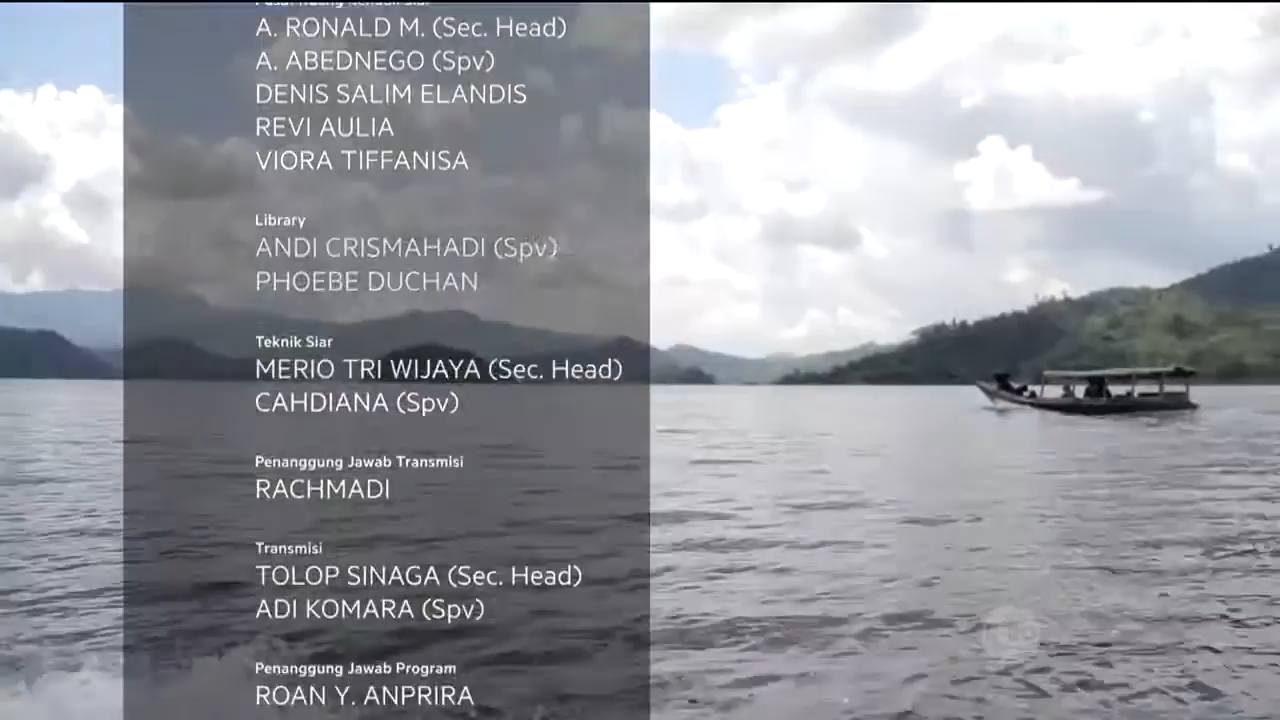 A. RONALD M. (Sec. Head)
A. ABEDNEGO (Spv)
DENIS SALIM ELANDIS
REVI AULIA
VIORA TIFFANISA
Library
ANDI CRISMAHADI (Spv)
PHOEBE DUCHAN
Teknik Siar
MERIO TRI WIJAYA (Sec. Head)
CAHDIANA (Spv)
Penanggung Jawab Transmisi
RACHMADI
Transmisi
TOLOP SINAGA (Sec. Head)
ADI KOMARA (Spv)
Penanggung Jawab Program
ROAN Y. ANPRIRA